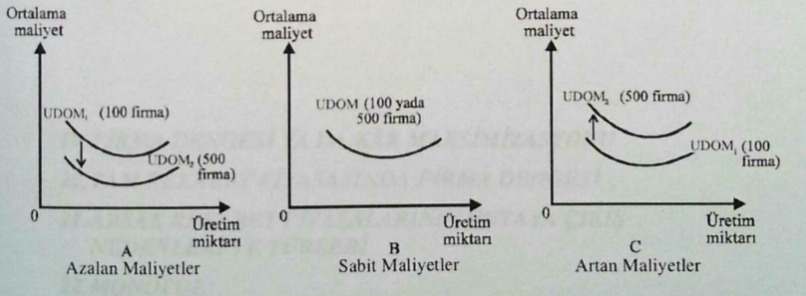 Ortalama
maliyet
UDOM₁ (100 firma)
UDOM₂ (500
firma)
0
Üretim
miktarı
A
Azalan Maliyetler
Ortalama
maliyet
UDOM (100 yada
500 firma)
0
Üretim
miktarı
B
Sabit Maliyetler
Ortalama
maliyet
UDOM₂ (500 firma)
UDOM₁ (100
firma)
0
Üretim
miktarı
C
Artan Maliyetler